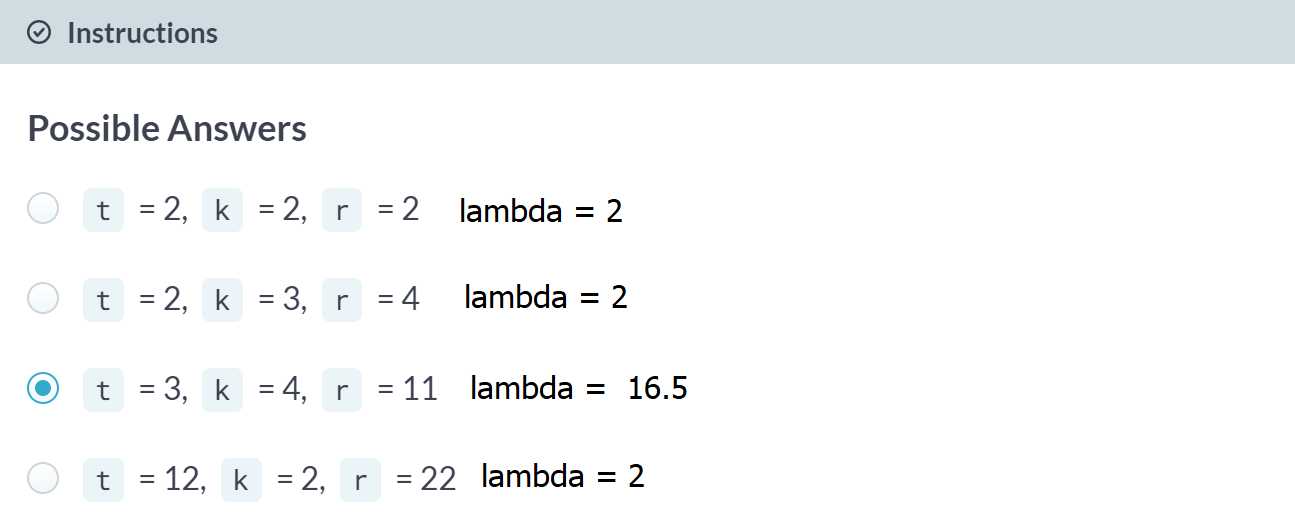 Instructions
Possible Answers
t = 2, k = 2, r = 2 lambda = 2
t = 2, k = 3, r = 4 lambda = 2
t = 3, k = 4, r = 11 lambda = 16.5
t = 12, k = 2, r = 22 lambda = 2